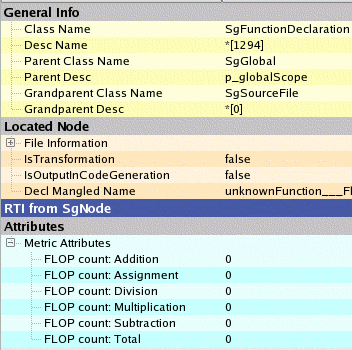 General Info
Class Name SgFunctionDeclaration
Desc Name *[1294]
Parent Class Name SgGlobal
Parent Desc p_globalScope
Grandparent Class Name SgSourceFile
Grandparent Desc *[0]
Located Node
File Information
IsTransformation false
IsOutputInCodeGeneration false
Decl Mangled Name unknownFunction___Fl
RTI from SgNode
Attributes
Metric Attributes
FLOP count: Addition 0
FLOP count: Assignment 0
FLOP count: Division 0
FLOP count: Multiplication 0
FLOP count: Subtraction 0
FLOP count: Total 0